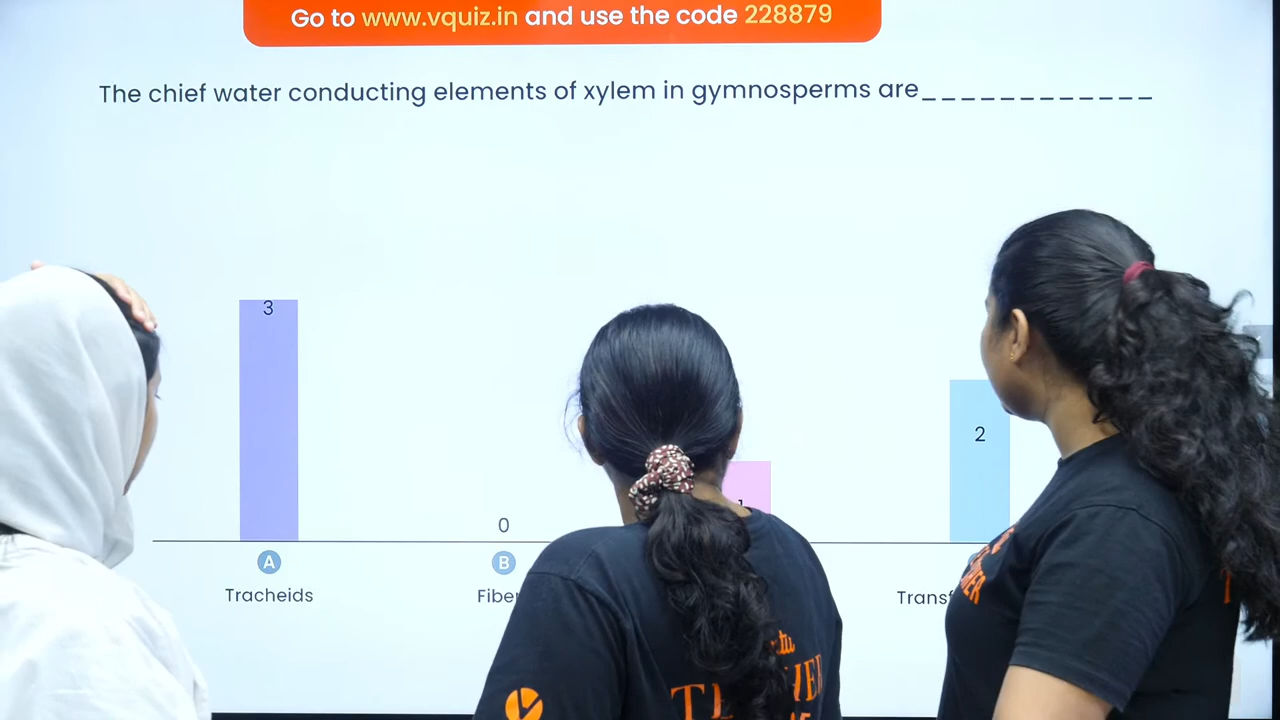 Go to www.vquiz.in and use the code 228879
The chief water conducting elements of xylem in gymnosperms are____________
3
0
1
2
A
B
Tracheids